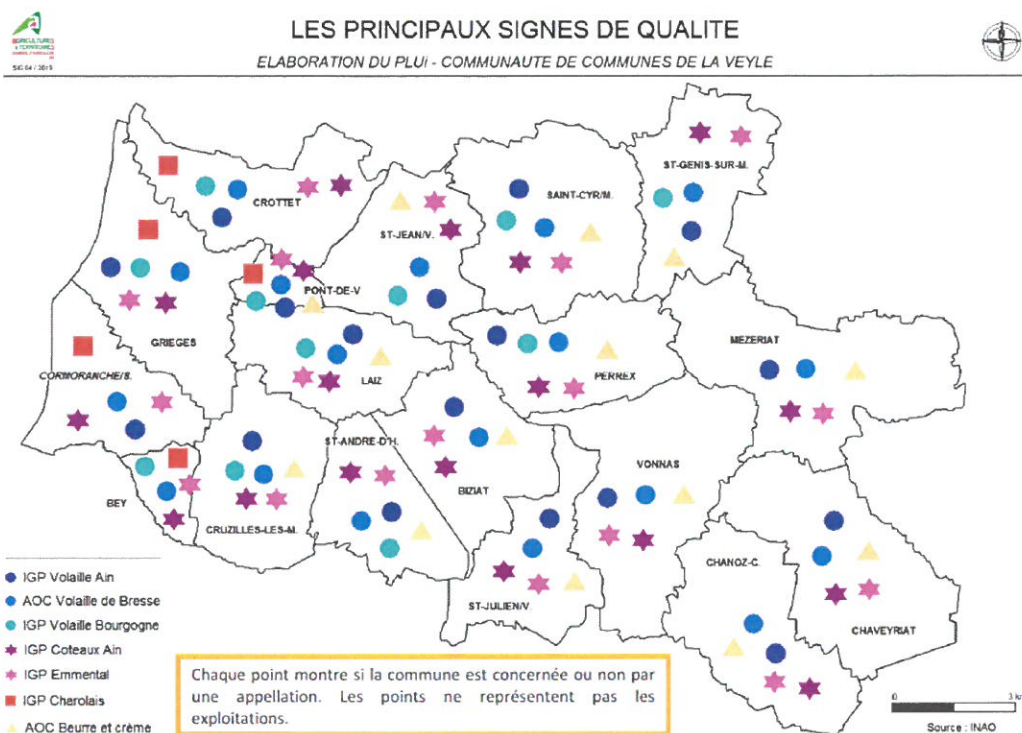 LES PRINCIPAUX SIGNES DE QUALITE
ELABORATION DU PLUi - COMMUNAUTE DE COMMUNES DE LA VEYLE
AGRICULTURES
& TERRITOIRES
ST-GENIS-SUR-M.
SAINT-CYR/M.
CROTTET
ST-JEAN/V.
PONT-DE-V
GRIEGES
MEZERIAT
CORMORANCHE/S.
LAIZ
PERREX
ST-ANDRE-D'H.
VONNAS
BIZIAT
BEY
CRUZILLES-LES-M.
CHANOZ-C.
ST-JULIEN/V.
CHAVEYRIAT
IGP Volaille Ain
AOC Volaille de Bresse
IGP Volaille Bourgogne
IGP Coteaux Ain
IGP Emmental
IGP Charolais
AOC Beurre et crème
Chaque point montre si la commune est concernée ou non par
une appellation. Les points ne représentent pas les
exploitations.
0 3 k
Source : INAO